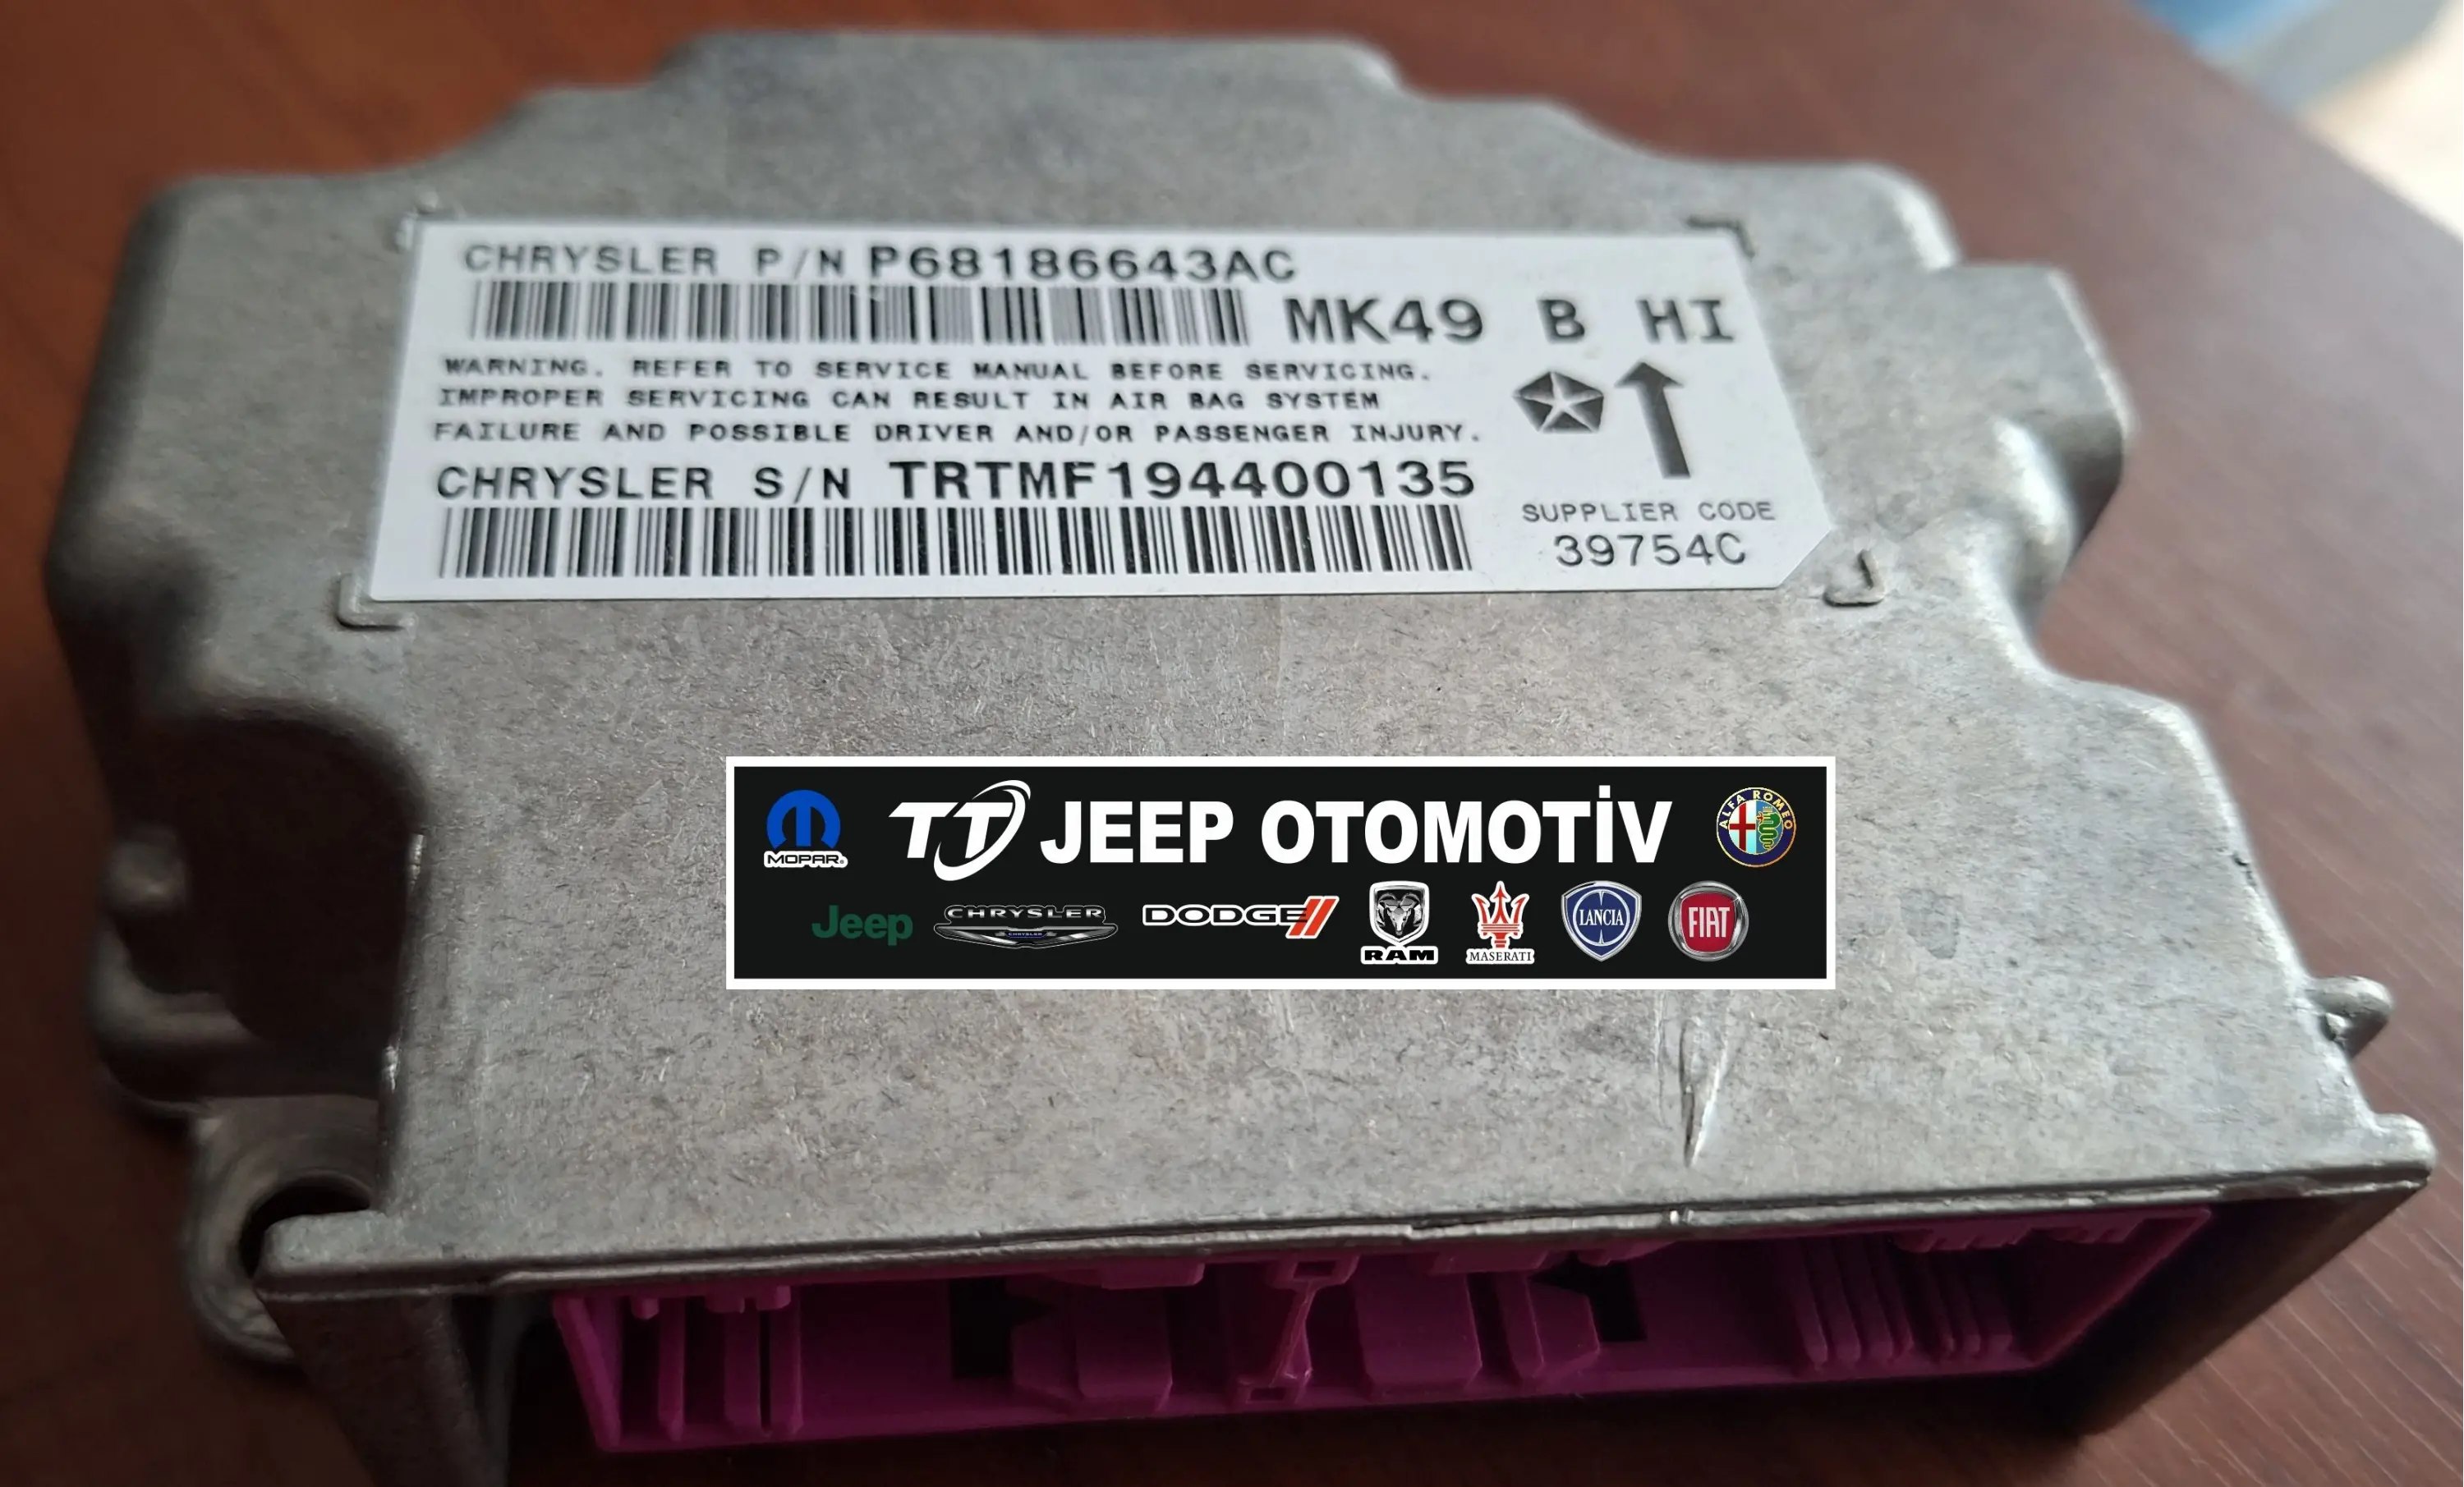 CHRYSLER P/N P68186643AC
MK49 B HI
WARNING. REFER TO SERVICE MANUAL BEFORE SERVICING.
IMPROPER SERVICING CAN RESULT IN AIR BAG SYSTEM
FAILURE AND POSSIBLE DRIVER AND/OR PASSENGER INJURY.
CHRYSLER S/N TRTMF194400135
SUPPLIER CODE
39754C
MOPAR
TT JEEP OTOMOTİV
ALFA ROMEO
Jeep
CHRYSLER
DODGE
RAM
MASERATI
LANCIA
FIAT